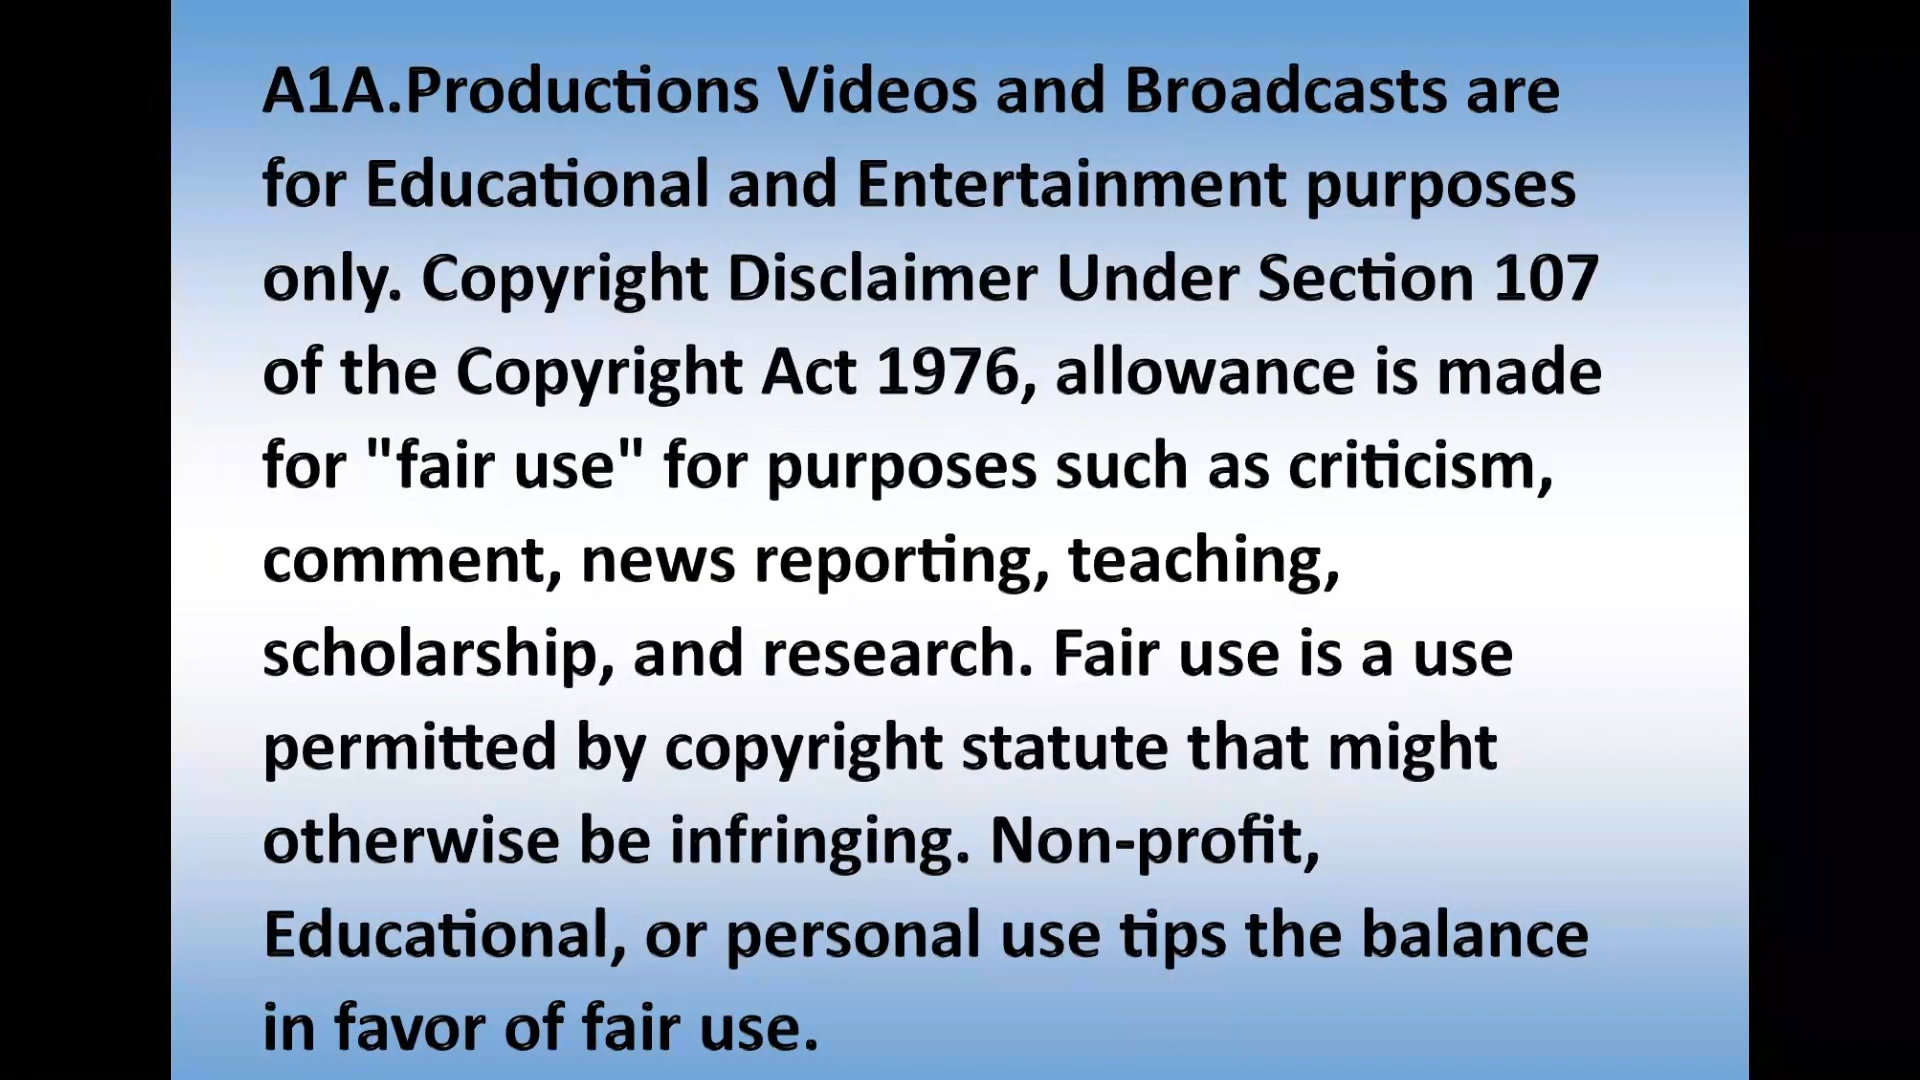 A1A.Productions Videos and Broadcasts are
for Educational and Entertainment purposes
only. Copyright Disclaimer Under Section 107
of the Copyright Act 1976, allowance is made
for "fair use" for purposes such as criticism,
comment, news reporting, teaching,
scholarship, and research. Fair use is a use
permitted by copyright statute that might
otherwise be infringing. Non-profit,
Educational, or personal use tips the balance
in favor of fair use.